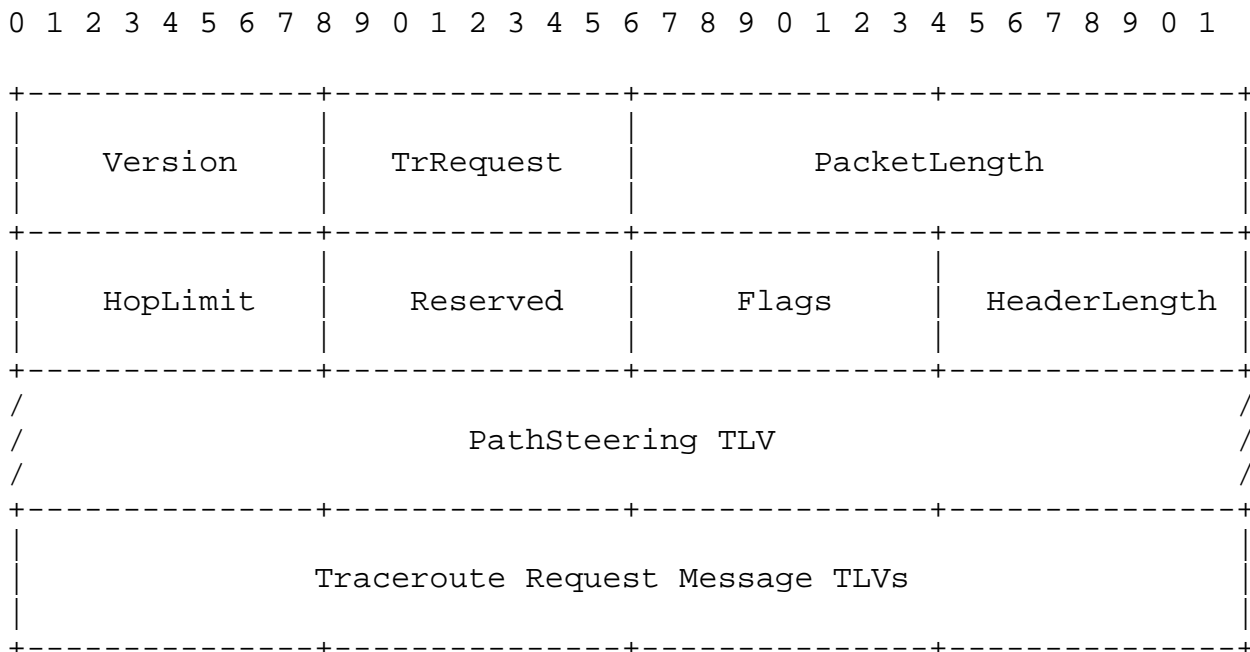 0 1 2 3 4 5 6 7 8 9 0 1 2 3 4 5 6 7 8 9 0 1 2 3 4 5 6 7 8 9 0 1
Version TrRequest PacketLength
HopLimit Reserved Flags HeaderLength
PathSteering TLV
Traceroute Request Message TLVs